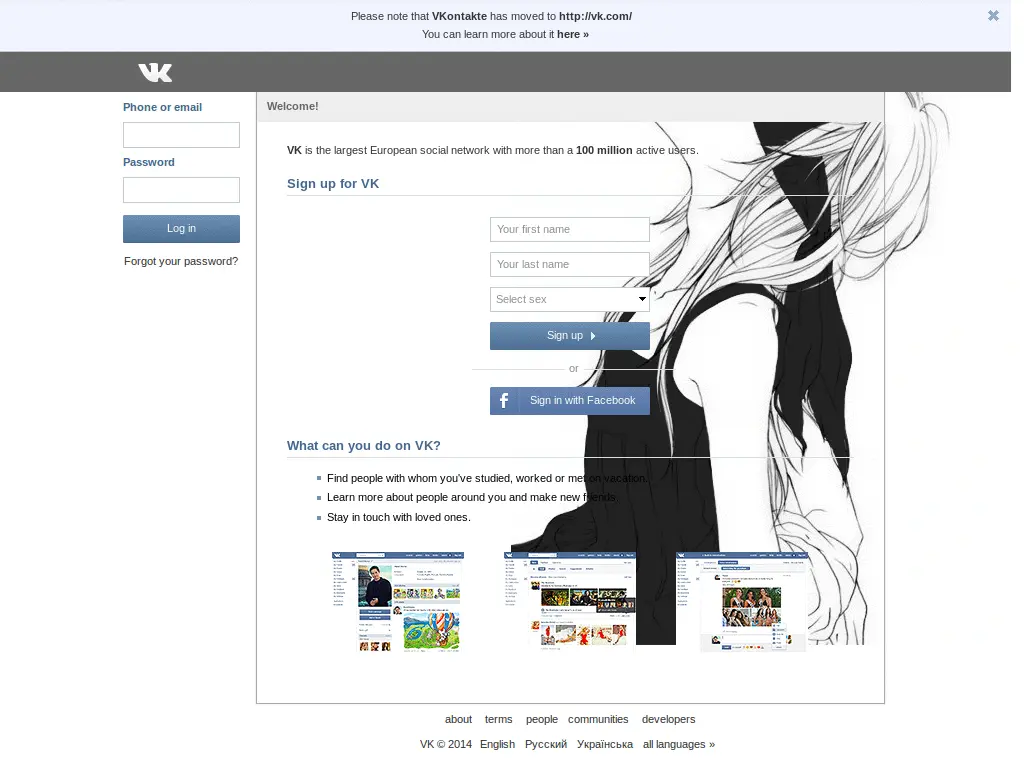 Please note that VKontakte has moved to http://vk.com/
You can learn more about it here »
Phone or email
Password
Log in
Forgot your password?
Welcome!
VK is the largest European social network with more than a 100 million active users.
Sign up for VK
Your first name
Your last name
Select sex
Sign up
or
f Sign in with Facebook
What can you do on VK?
Find people with whom you've studied, worked or met on vacation.
Learn more about people around you and make new friends.
Stay in touch with loved ones.
about terms people communities developers
VK © 2014 English Русский Українська all languages »